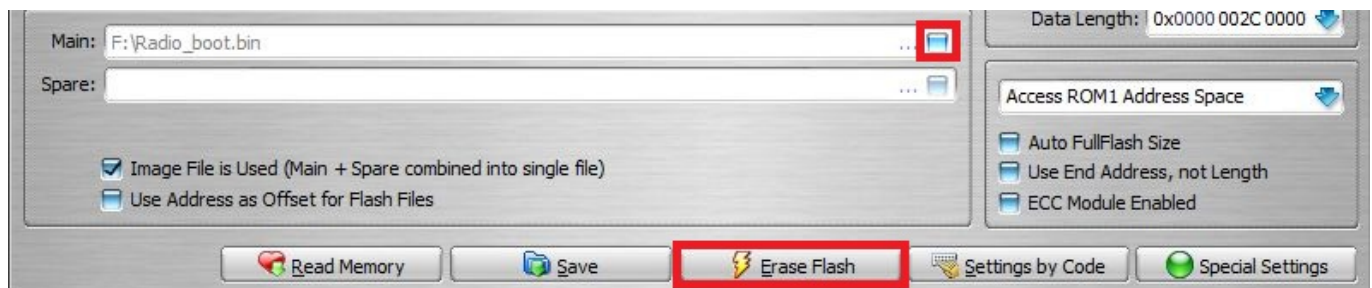 Data Length: 0x0000 002C 0000
Main: F:\Radio_boot.bin ...
Spare: ...
Access ROM1 Address Space
Auto FullFlash Size
Image File is Used (Main + Spare combined into single file)
Use End Address, not Length
Use Address as Offset for Flash Files
ECC Module Enabled
Read Memory Save Erase Flash Settings by Code Special Settings